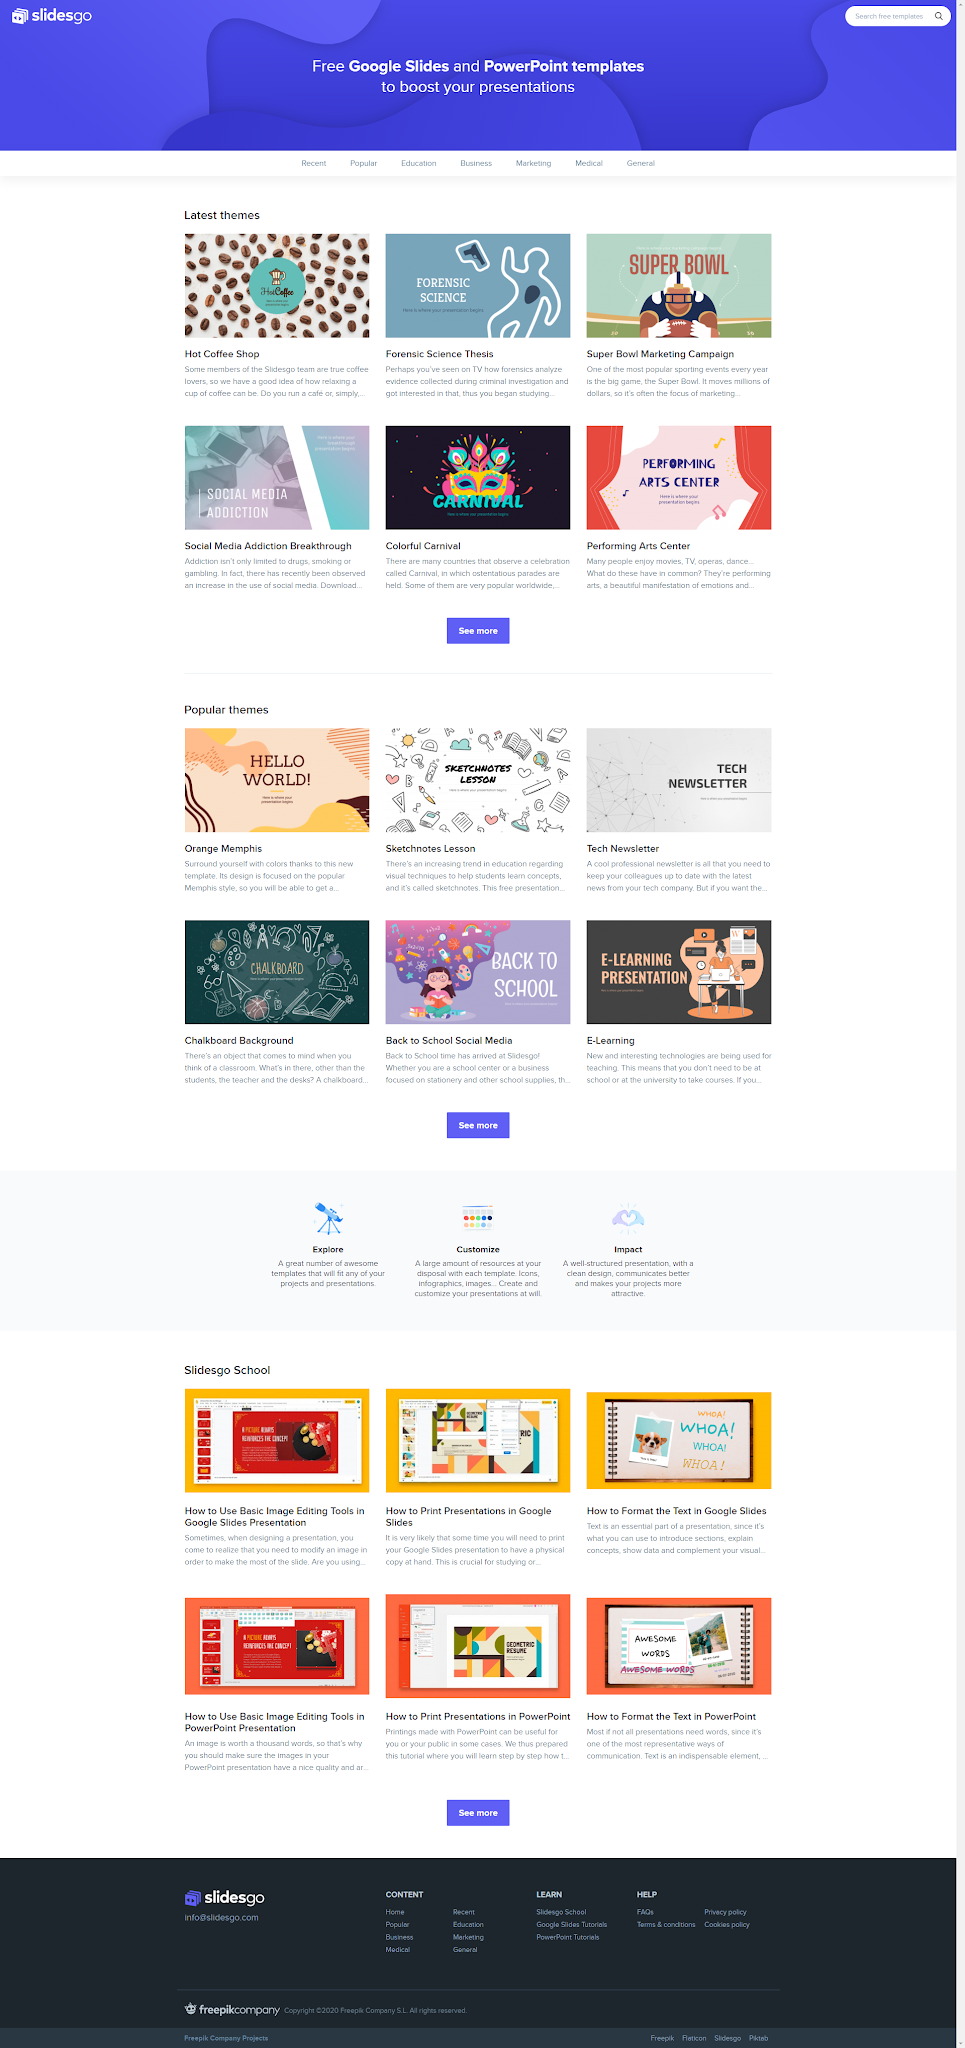 slidesgo
Search free templates
Free Google Slides and PowerPoint templates
to boost your presentations
Recent
Popular
Education
Business
Marketing
Medical
General
Latest themes
HotCoffee
FORENSIC
SCIENCE
Here is where your presentation begins
SUPER BOWL
Hot Coffee Shop
Some members of the Slidesgo team are true coffee
lovers, so we have a good idea of how relaxing a
cup of coffee can be. Do you run a café or, simply,...
Forensic Science Thesis
Perhaps you've seen on TV how forensics analyze
evidence collected during criminal investigation and
got interested in that, thus you began studying...
Super Bowl Marketing Campaign
One of the most popular sporting events every year
is the big game, the Super Bowl. It moves millions of
dollars, so it's often the focus of marketing...
SOCIAL MEDIA
ADDICTION
CARNIVAL
PERFORMING
ARTS CENTER
Here is where your
presentation begins
Social Media Addiction Breakthrough
Addiction isn't only limited to drugs, smoking or
gambling. In fact, there has recently been observed
an increase in the use of social media. Download...
Colorful Carnival
There are many countries that observe a celebration
called Carnival, in which ostentatious parades are
held. Some of them are very popular worldwide,...
Performing Arts Center
Many people enjoy movies, TV, operas, dance...
What do these have in common? They're performing
arts, a beautiful manifestation of emotions and...
See more
Popular themes
HELLO
WORLD!
Here is where your
presentation begins
SKETCHNOTES
LESSON
TECH
NEWSLETTER
Orange Memphis
Surround yourself with colors thanks to this new
template. Its design is focused on the popular
Memphis style, so you will be able to get a...
Sketchnotes Lesson
There's an increasing trend in education regarding
visual techniques to help students learn concepts,
and it's called sketchnotes. This free presentation...
Tech Newsletter
A cool professional newsletter is all that you need to
keep your colleagues up to date with the latest
news from your tech company. But if you want the...
CHALKBOARD
BACK TO
SCHOOL
E-LEARNING
PRESENTATION
Chalkboard Background
There's an object that comes to mind when you
think of a classroom. What's in there, other than the
students, the teacher and the desks? A chalkboard...
Back to School Social Media
Back to School time has arrived at Slidesgo!
Whether you are a school center or a business
focused on stationery and other school supplies, th...
E-Learning
New and interesting technologies are being used for
teaching. This means that you don't need to be at
school or at the university to take courses. If you...
See more
Explore
A great number of awesome
templates that will fit any of your
projects and presentations.
Customize
A large amount of resources at your
disposal with each template. Icons,
infographics, images... Create and
customize your presentations at will.
Impact
A well-structured presentation, with a
clean design, communicates better
and makes your projects more
attractive.
Slidesgo School
A PICTURE ALWAYS
REINFORCES THE CONCEPT
WHOA!
WHOA!
WHOA!
WHOA!
How to Use Basic Image Editing Tools in
Google Slides Presentation
Sometimes, when designing a presentation, you
come to realize that you need to modify an image in
order to make the most of the slide. Are you using...
How to Print Presentations in Google
Slides
It is very likely that some time you will need to print
your Google Slides presentation to have a physical
copy at hand. This is crucial for studying or...
How to Format the Text in Google Slides
Text is an essential part of a presentation, since it's
what you can use to introduce sections, explain
concepts, show data and complement your visual...
A PICTURE ALWAYS
REINFORCES THE CONCEPT
GEOMETRIC
RESUME
AWESOME
WORDS
AWESOME WORDS
How to Use Basic Image Editing Tools in
PowerPoint Presentation
An image is worth a thousand words, so that's why
you should make sure the images in your
PowerPoint presentation have a nice quality and ar...
How to Print Presentations in PowerPoint
Printings made with PowerPoint can be useful for
you or your public in some cases. We thus prepared
this tutorial where you will learn step by step how t...
How to Format the Text in PowerPoint
Most if not all presentations need words, since it's
one of the most representative ways of
communication. Text is an indispensable element, ...
See more
slidesgo
info@slidesgo.com
CONTENT
Home
Recent
Popular
Education
Business
Marketing
Medical
General
LEARN
Slidesgo School
Google Slides Tutorials
PowerPoint Tutorials
HELP
FAQs
Privacy policy
Terms & conditions
Cookies policy
freepikcompany
Copyright ©2020 Freepik Company S.L. All rights reserved.
Freepik Company Projects
Freepik
Flaticon
Slidesgo
Piktab